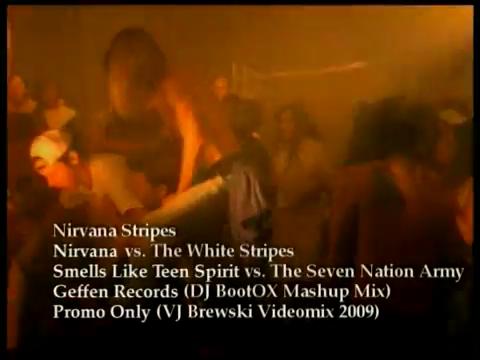 Nirvana Stripes
Nirvana vs. The White Stripes
Smells Like Teen Spirit vs. The Seven Nation Army
Geffen Records (DJ BootOX Mashup Mix)
Promo Only (VJ Brewski Videomix 2009)